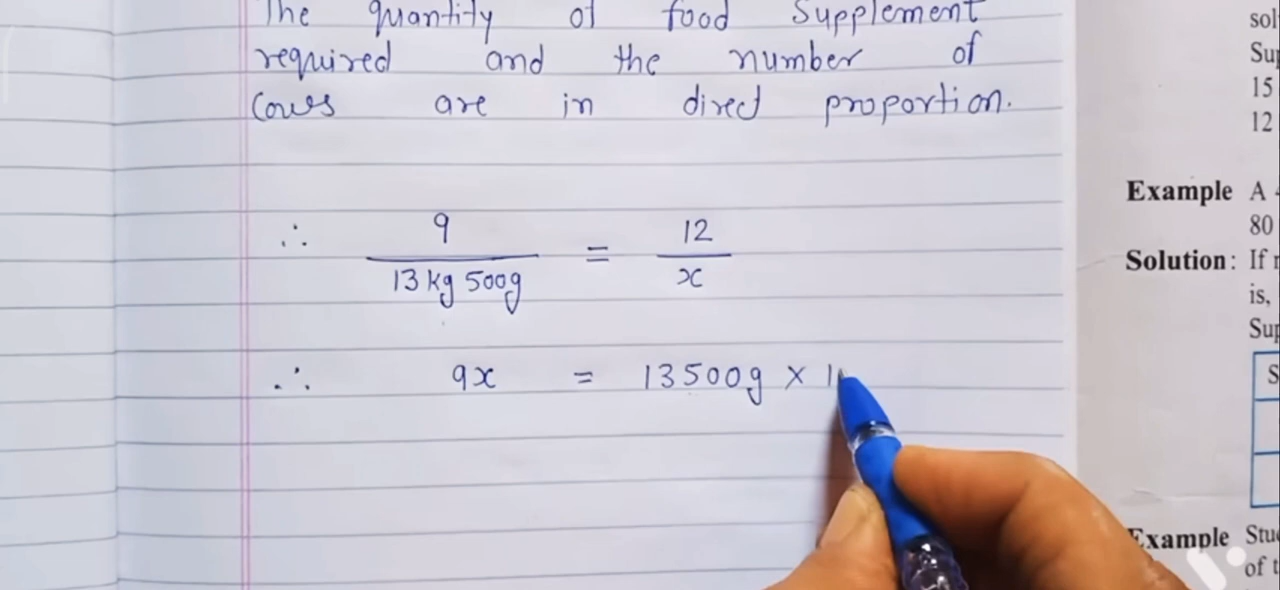 The quantity of food supplement
required and the number of
cows are in direct proportion.
∴ 9 / 13 kg 500g = 12 / x
∴ 9x = 13500g × 1
15
12
Example A
80
Solution : If
is,
Example
of t